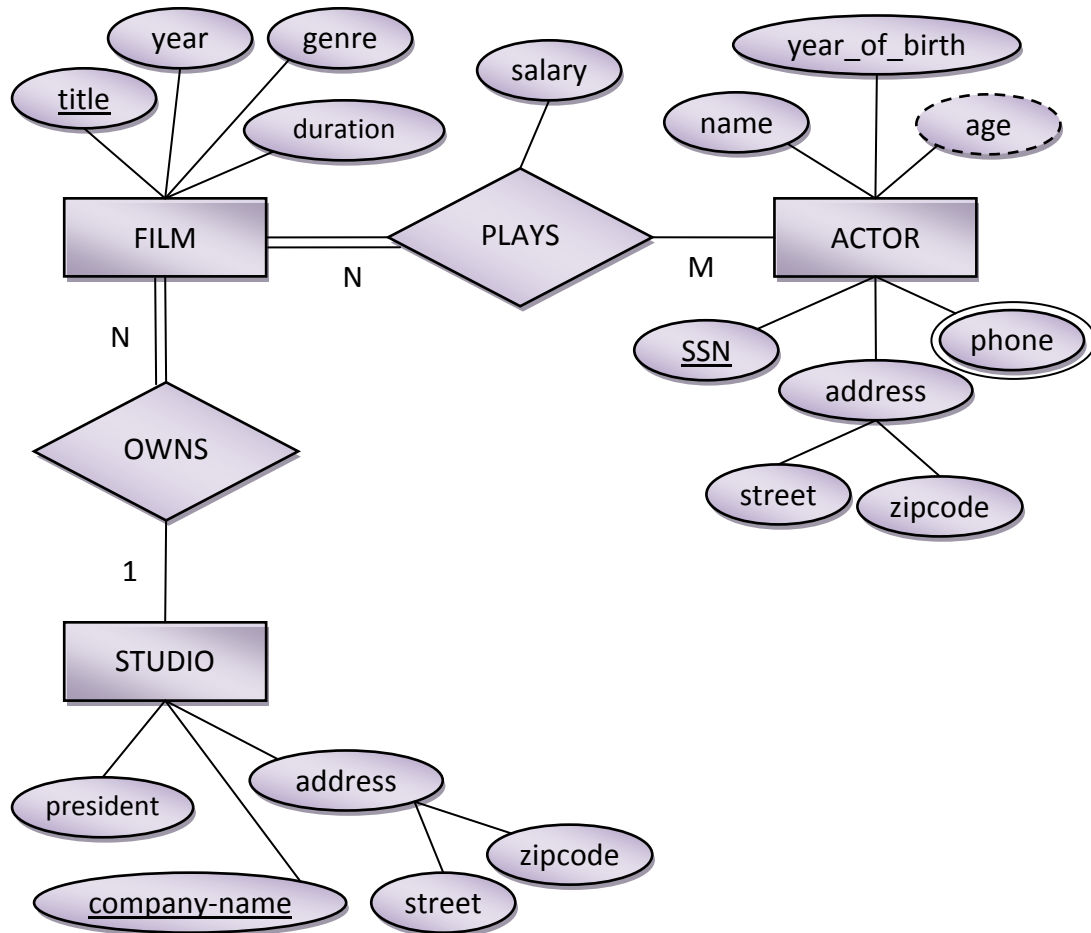 year
genre
year_of_birth
salary
title
name
age
duration
FILM
PLAYS
ACTOR
N
M
N
SSN
phone
address
OWNS
street
zipcode
1
STUDIO
address
president
zipcode
company-name
street